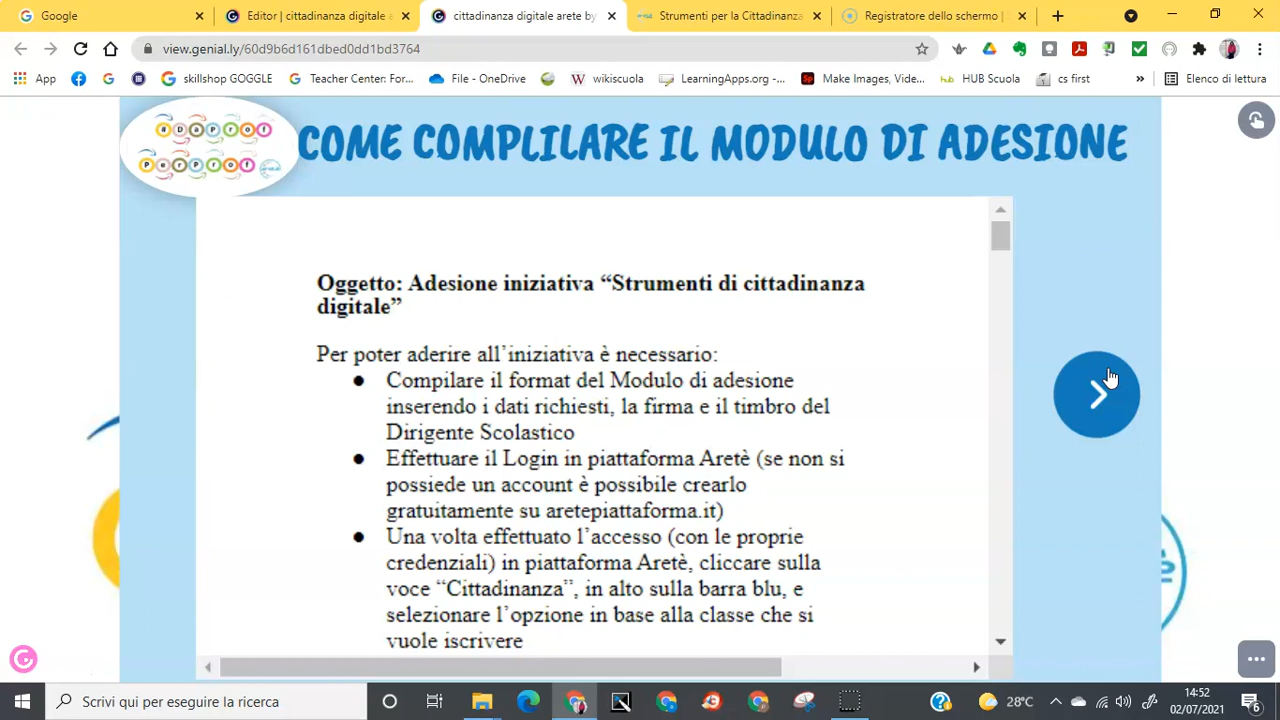 Google
Editor | cittadinanza digitale
cittadinanza digitale arete by
Strumenti per la Cittadinanza
Registratore dello schermo |
view.genial.ly/60d9b6d161dbed0dd1bd3764
App
skillshop GOGGLE
Teacher Center: For...
File - OneDrive
wikiscuola
LearningApps.org -...
Make Images, Vide...
HUB Scuola
cs first
Elenco di lettura
#DaProf
PerProf
COME COMPLILARE IL MODULO DI ADESIONE
Oggetto: Adesione iniziativa “Strumenti di cittadinanza
digitale”
Per poter aderire all’iniziativa è necessario:
● Compilare il format del Modulo di adesione
inserendo i dati richiesti, la firma e il timbro del
Dirigente Scolastico
● Effettuare il Login in piattaforma Aretè (se non si
possiede un account è possibile crearlo
gratuitamente su aretepiattaforma.it)
● Una volta effettuato l’accesso (con le proprie
credenziali) in piattaforma Aretè, cliccare sulla
voce “Cittadinanza”, in alto sulla barra blu, e
selezionare l’opzione in base alla classe che si
vuole iscrivere
Scrivi qui per eseguire la ricerca
28°C
14:52
02/07/2021
6